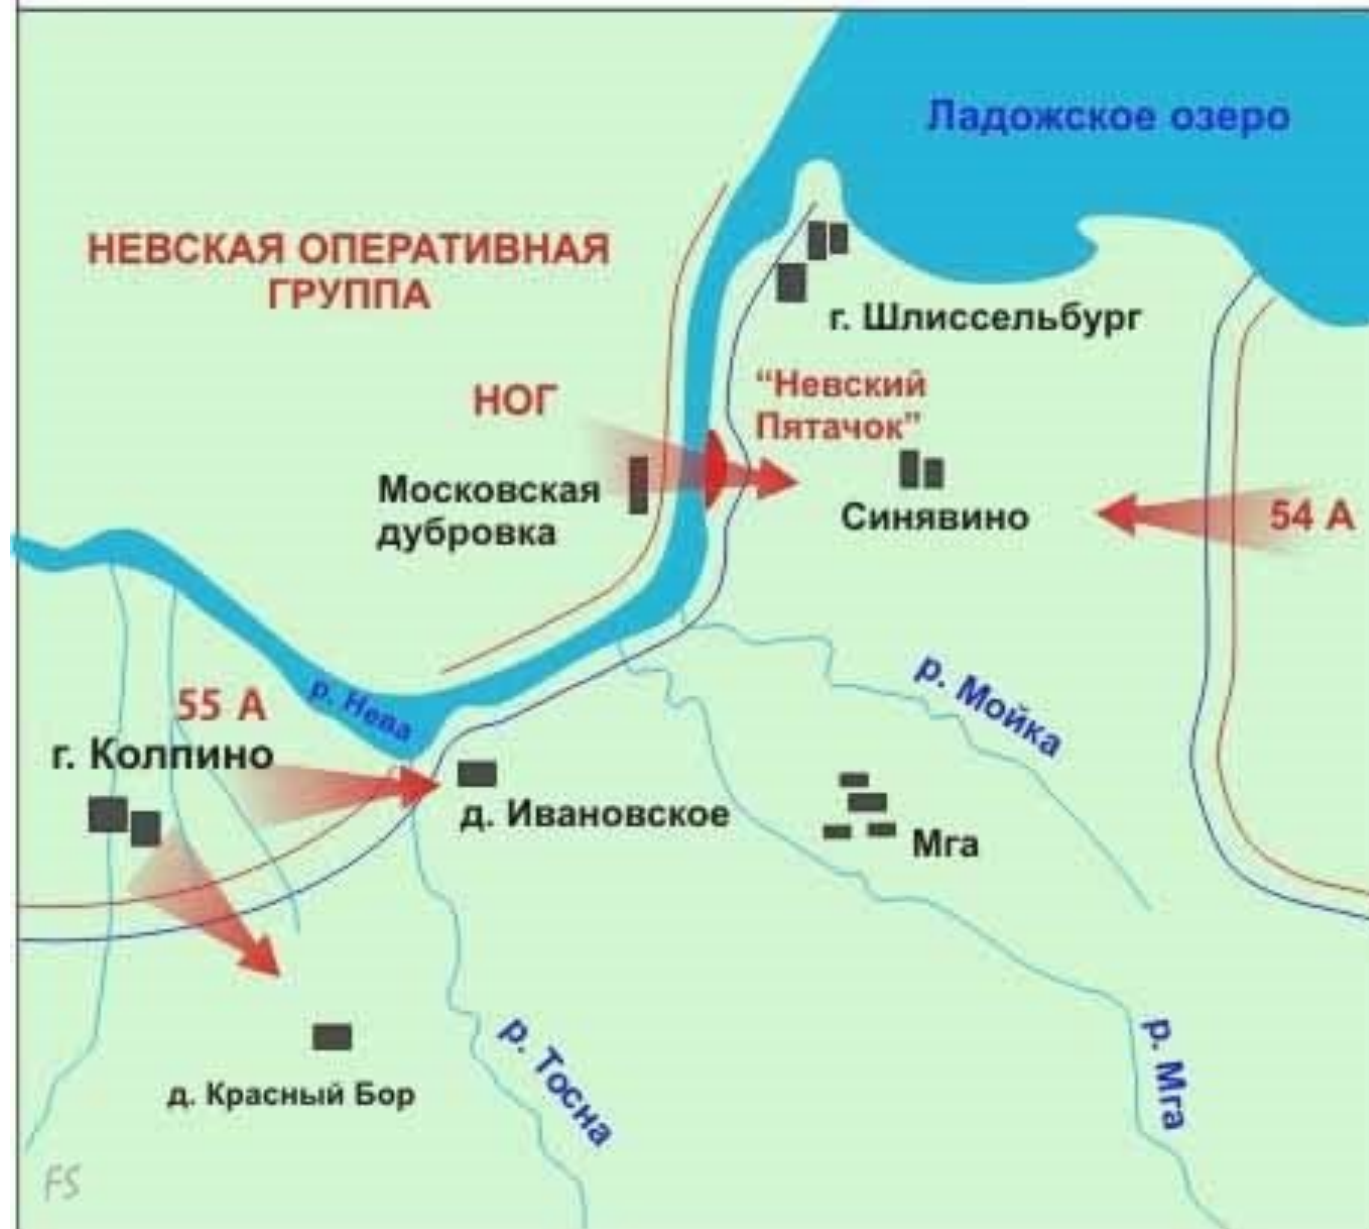 Ладожское озеро
НЕВСКАЯ ОПЕРАТИВНАЯ
ГРУППА
г. Шлиссельбург
НОГ
“Невский
Пятачок”
Московская
дубровка
Синявино
54 А
р. Мойка
55 А
р. Нева
г. Колпино
д. Ивановское
Мга
р. Тосна
р. Мга
д. Красный Бор
FS